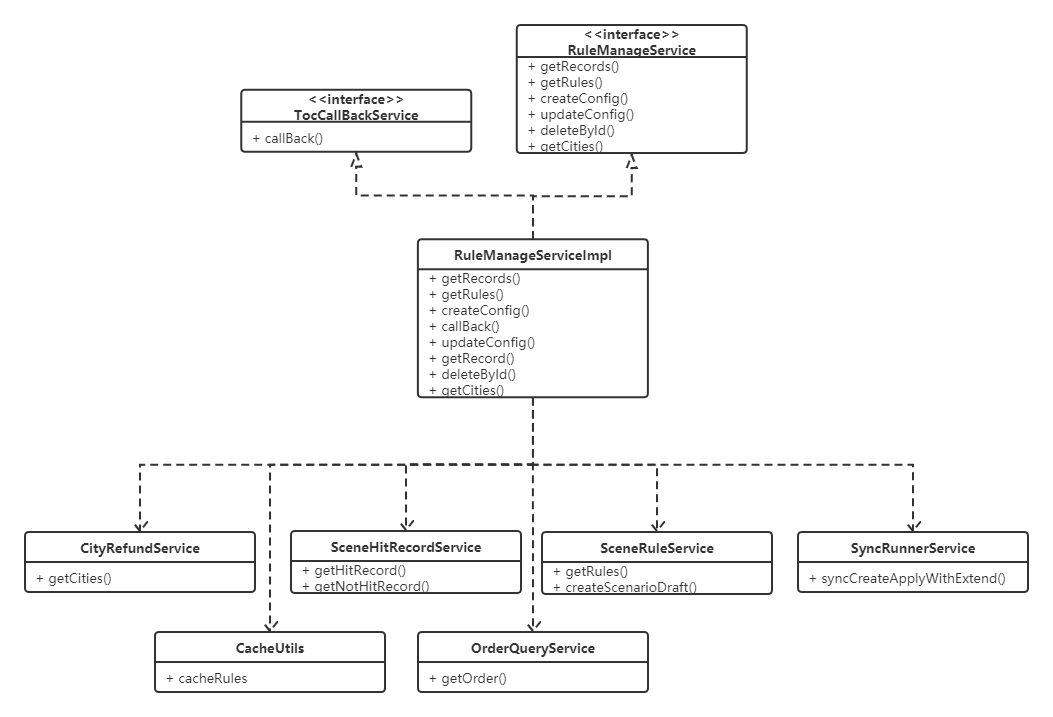 <<interface>>
RuleManageService
+ getRecords()
+ getRules()
+ createConfig()
+ updateConfig()
+ deleteById()
+ getCities()
<<interface>>
TocCallBackService
+ callBack()
RuleManageServiceImpl
+ getRecords()
+ getRules()
+ createConfig()
+ callBack()
+ updateConfig()
+ getRecord()
+ deleteById()
+ getCities()
CityRefundService
+ getCities()
SceneHitRecordService
+ getHitRecord()
+ getNotHitRecord()
SceneRuleService
+ getRules()
+ createScenarioDraft()
SyncRunnerService
+ syncCreateApplyWithExtend()
CacheUtils
+ cacheRules
OrderQueryService
+ getOrder()